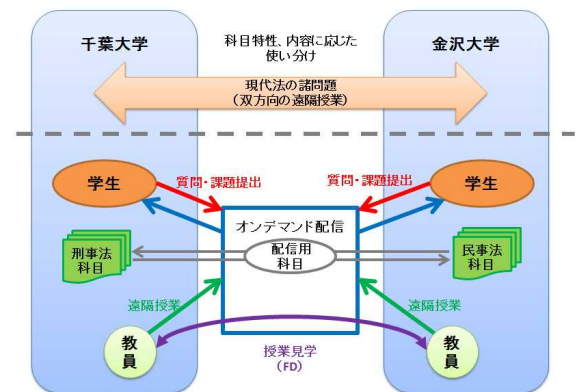 千葉大学
科目特性、内容に応じた
使い分け
金沢大学
現代法の諸問題
（双方向の遠隔授業）
学生
質問・課題提出
質問・課題提出
学生
オンデマンド配信
刑事法
科目
配信用
科目
民事法
科目
遠隔授業
遠隔授業
教
員
授業見学
（FD）
教
員